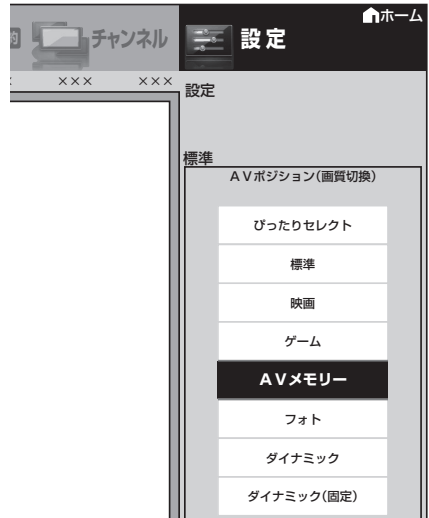 ホーム
的 チャンネル 設定
××× ×××
設定
標準
AVポジション(画質切換)
ぴったりセレクト
標準
映画
ゲーム
AVメモリー
フォト
ダイナミック
ダイナミック(固定)